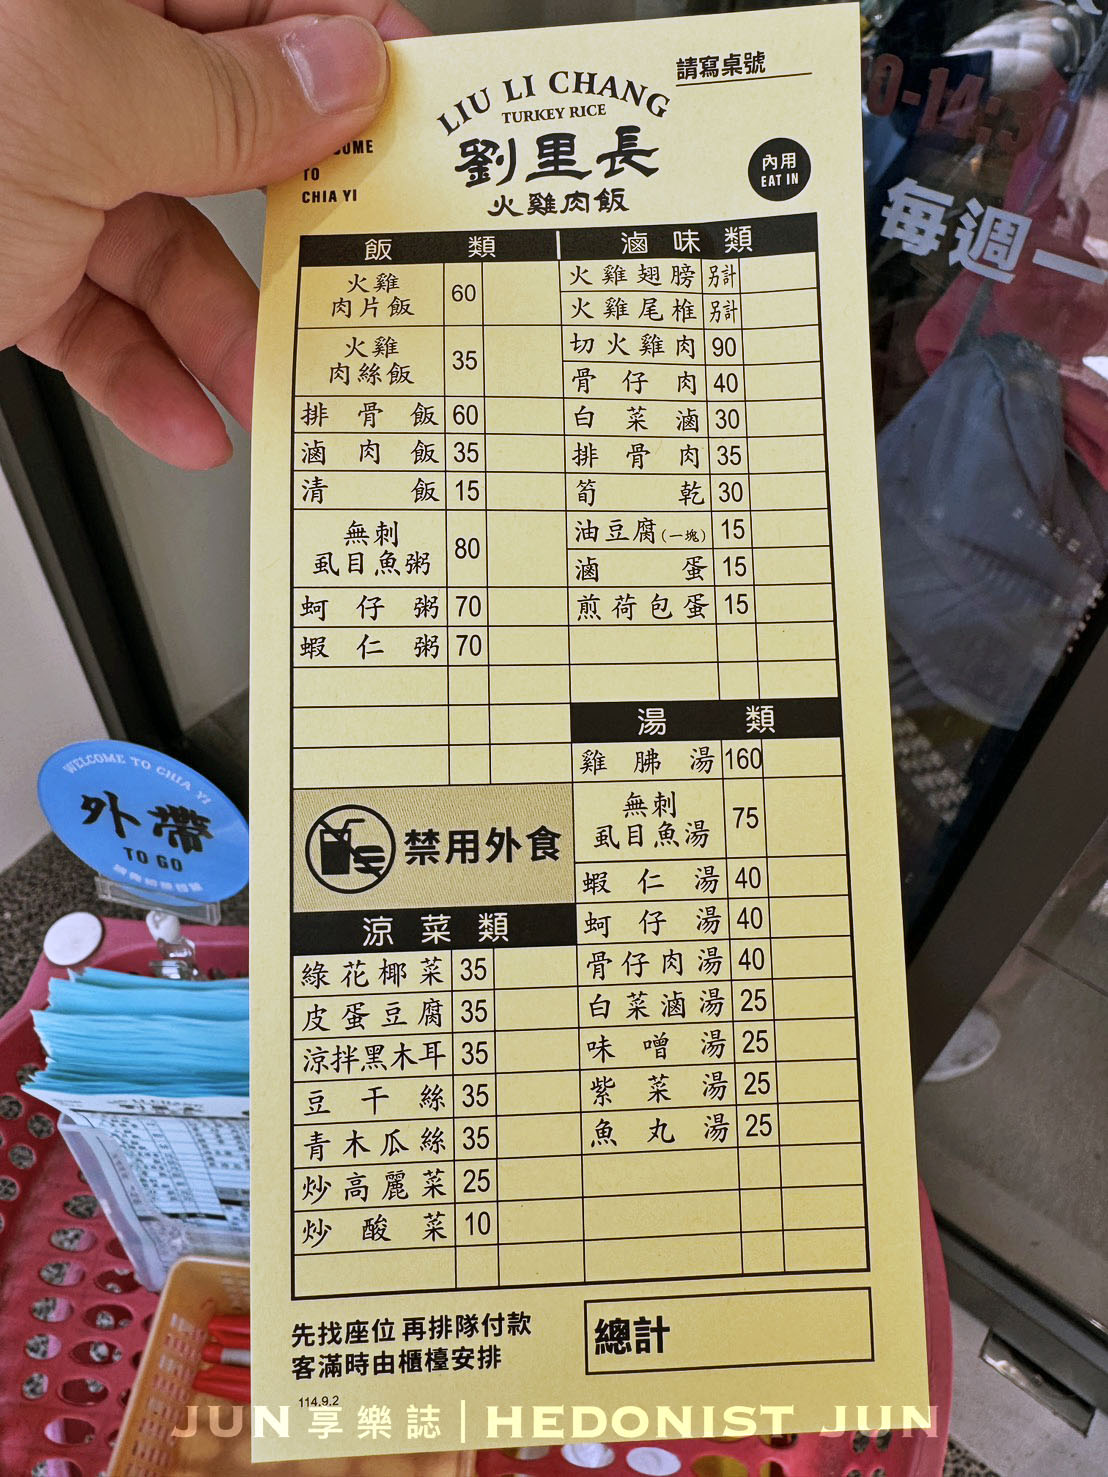 請寫桌號
LIU LI CHANG
TURKEY RICE
劉里長
火雞肉飯
TO
CHIA YI
內用
EAT IN
飯類
火雞
肉片飯 60
火雞
肉絲飯 35
排骨飯 60
滷肉飯 35
清飯 15
無刺
虱目魚粥 80
蚵仔粥 70
蝦仁粥 70
滷味類
火雞翅膀 另計
火雞尾椎 另計
切火雞肉 90
骨仔肉 40
白菜滷 30
排骨肉 35
筍乾 30
油豆腐(一塊) 15
滷蛋 15
煎荷包蛋 15
湯類
雞胇湯 160
無刺
虱目魚湯 75
蝦仁湯 40
蚵仔湯 40
骨仔肉湯 40
白菜滷湯 25
味噌湯 25
紫菜湯 25
魚丸湯 25
禁用外食
涼菜類
綠花椰菜 35
皮蛋豆腐 35
涼拌黑木耳 35
豆干絲 35
青木瓜絲 35
炒高麗菜 25
炒酸菜 10
先找座位 再排隊付款
客滿時由櫃檯安排
總計
114.9.2
WELCOME TO CHIA YI
外帶
TO GO
每週一
JUN享樂誌 | HEDONIST JUN